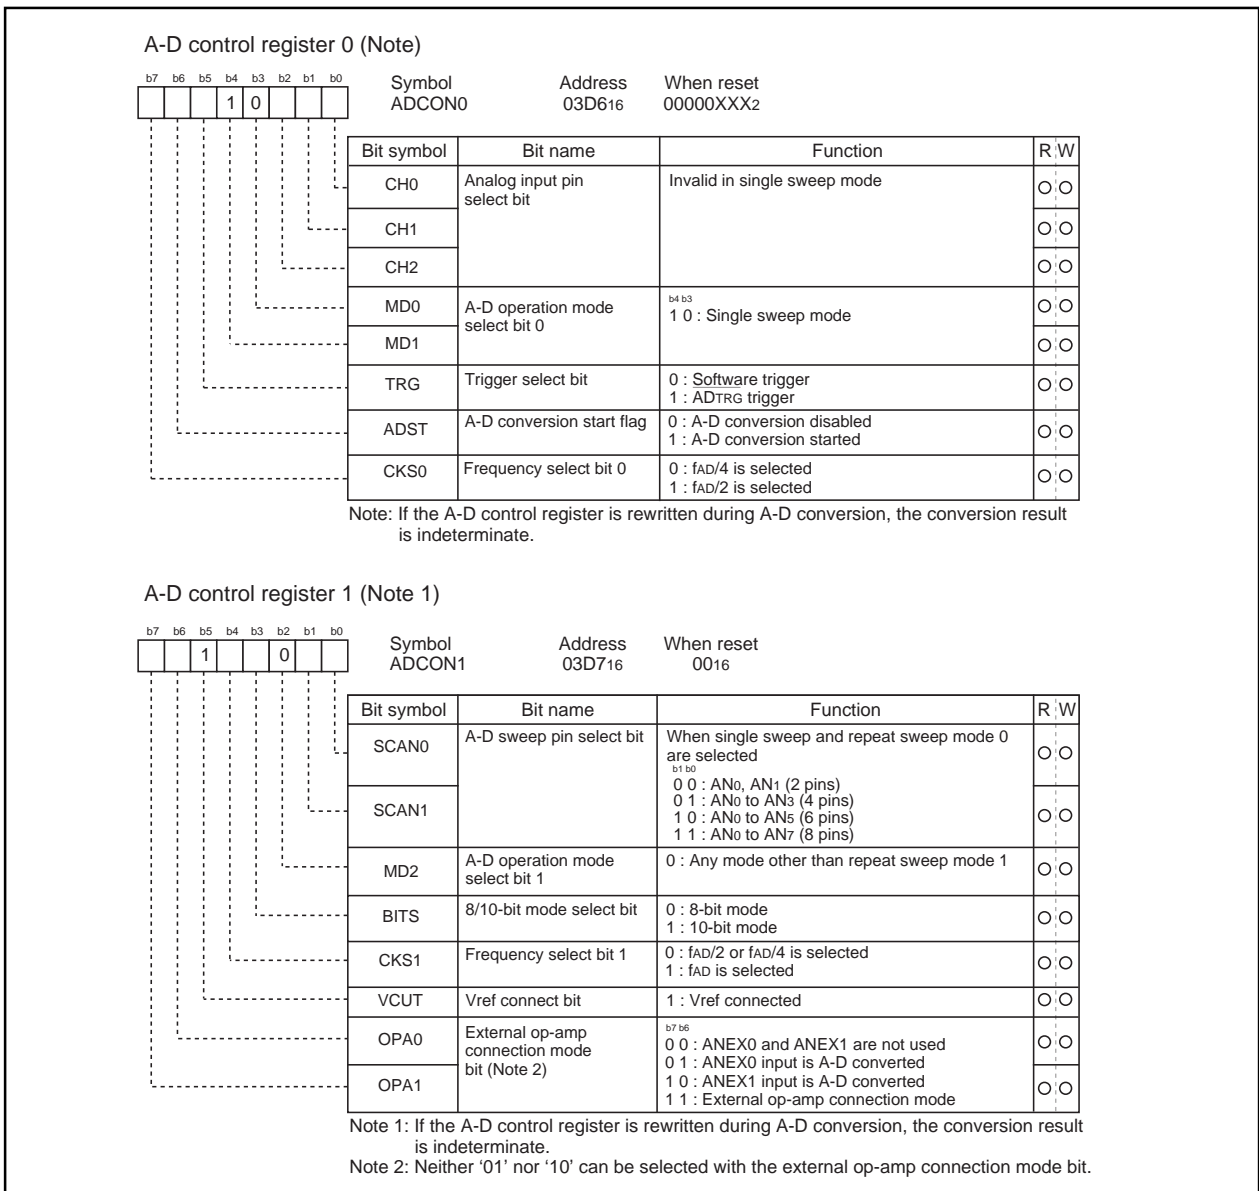 A-D control register 0 (Note)
b7 b6 b5 b4 b3 b2 b1 b0
1 0
Symbol Address When reset
ADCON0 03D616 00000XXX2
Bit symbol Bit name Function R W
CH0 Analog input pin select bit Invalid in single sweep mode
CH1
CH2
MD0 A-D operation mode select bit 0
b4 b3
1 0 : Single sweep mode
MD1
TRG Trigger select bit 0 : Software trigger
1 : ADTRG trigger
ADST A-D conversion start flag 0 : A-D conversion disabled
1 : A-D conversion started
CKS0 Frequency select bit 0 0 : fAD/4 is selected
1 : fAD/2 is selected
Note: If the A-D control register is rewritten during A-D conversion, the conversion result
is indeterminate.
A-D control register 1 (Note 1)
b7 b6 b5 b4 b3 b2 b1 b0
1 0
Symbol Address When reset
ADCON1 03D716 0016
Bit symbol Bit name Function R W
SCAN0 A-D sweep pin select bit When single sweep and repeat sweep mode 0
are selected
b1 b0
0 0 : AN0, AN1 (2 pins)
0 1 : AN0 to AN3 (4 pins)
SCAN1
1 0 : AN0 to AN5 (6 pins)
1 1 : AN0 to AN7 (8 pins)
MD2 A-D operation mode select bit 1 0 : Any mode other than repeat sweep mode 1
BITS 8/10-bit mode select bit 0 : 8-bit mode
1 : 10-bit mode
CKS1 Frequency select bit 1 0 : fAD/2 or fAD/4 is selected
1 : fAD is selected
VCUT Vref connect bit 1 : Vref connected
OPA0 External op-amp connection mode bit (Note 2)
b7 b6
0 0 : ANEX0 and ANEX1 are not used
0 1 : ANEX0 input is A-D converted
OPA1
1 0 : ANEX1 input is A-D converted
1 1 : External op-amp connection mode
Note 1: If the A-D control register is rewritten during A-D conversion, the conversion result
is indeterminate.
Note 2: Neither ‘01’ nor ‘10’ can be selected with the external op-amp connection mode bit.